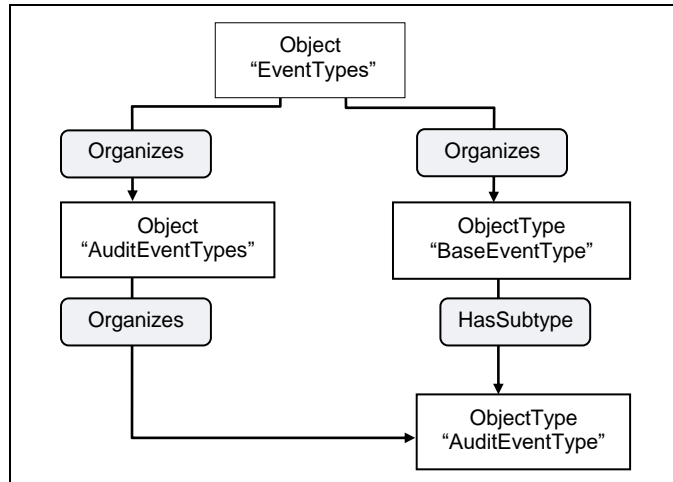 Object
“EventTypes”
Organizes
Organizes
Object
“AuditEventTypes”
ObjectType
“BaseEventType”
Organizes
HasSubtype
ObjectType
“AuditEventType”